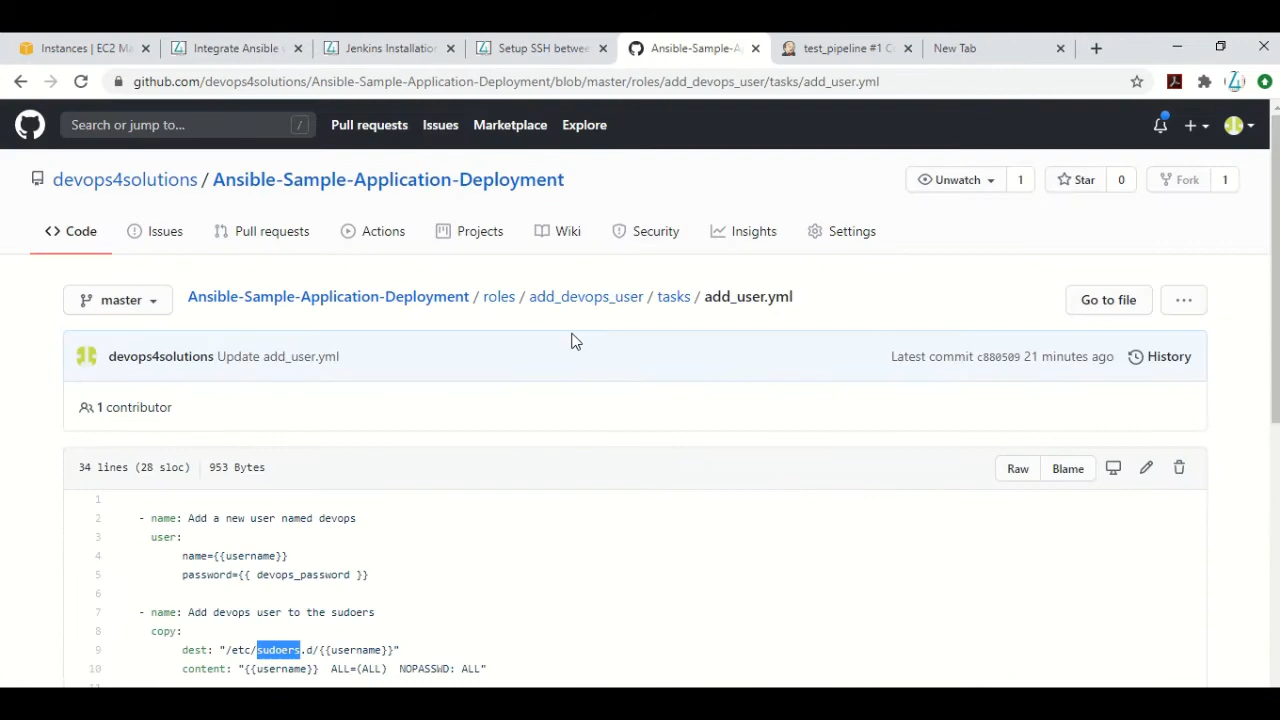 Instances | EC2 Ma
Integrate Ansible
Jenkins Installation
Setup SSH betwee
Ansible-Sample-A
test_pipeline #1 C
New Tab
github.com/devops4solutions/Ansible-Sample-Application-Deployment/blob/master/roles/add_devops_user/tasks/add_user.yml
Search or jump to... / Pull requests Issues Marketplace Explore
devops4solutions / Ansible-Sample-Application-Deployment
Unwatch 1 Star 0 Fork 1
Code Issues Pull requests Actions Projects Wiki Security Insights Settings
master Ansible-Sample-Application-Deployment / roles / add_devops_user / tasks / add_user.yml Go to file ...
devops4solutions Update add_user.yml Latest commit c880509 21 minutes ago History
1 contributor
34 lines (28 sloc) 953 Bytes Raw Blame
1
2 - name: Add a new user named devops
3 user:
4 name={{username}}
5 password={{ devops_password }}
6
7 - name: Add devops user to the sudoers
8 copy:
9 dest: "/etc/sudoers.d/{{username}}"
10 content: "{{username}}  ALL=(ALL)  NOPASSWD: ALL"